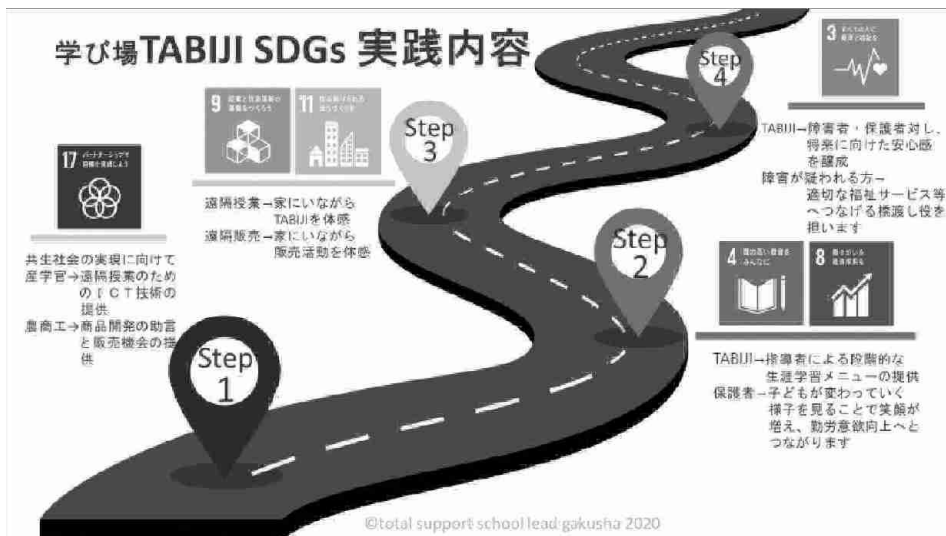 学び場TABIJI SDGs 実践内容
17 パートナーシップで
目標を達成しよう
共生社会の実現に向けて
産学官→遠隔授業のため
のICT技術の
提供
農商工→商品開発の助言
と販売機会の提
供
Step
1
4 質の高い教育を
みんなに
8 働きがいも
経済成長も
TABIJI→指導者による段階的な
生涯学習メニューの提供
保護者→子どもが変わっていく
様子を見ることで笑顔が
増え、勤労意欲向上へと
つながります
Step
2
9 産業と技術革新の
基盤をつくろう
11 住み続けられる
まちづくりを
遠隔授業→家にいながら
TABIJIを体感
遠隔販売→家にいながら
販売活動を体感
Step
3
3 すべての人に
健康と福祉を
TABIJI→障害者・保護者対し、
将来に向けた安心感
を醸成
障害が疑われる方→
適切な福祉サービス等
へつなげる橋渡し役を
担います
Step
4
©total support school lead gakusha 2020